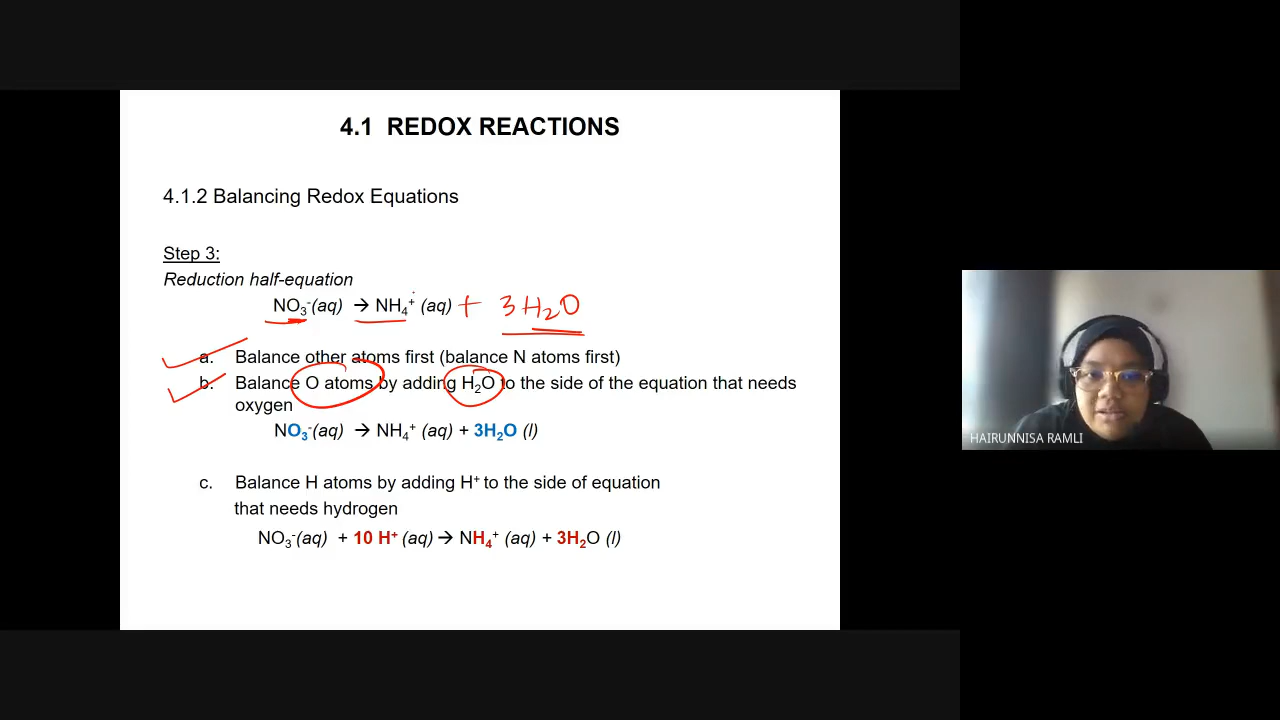 4.1 REDOX REACTIONS
4.1.2 Balancing Redox Equations
Step 3:
Reduction half-equation
NO₃⁻(aq) → NH₄⁺ (aq) + 3H₂O
a. Balance other atoms first (balance N atoms first)
b. Balance O atoms by adding H₂O to the side of the equation that needs
oxygen
NO₃⁻(aq) → NH₄⁺ (aq) + 3H₂O (l)
c. Balance H atoms by adding H⁺ to the side of equation
that needs hydrogen
NO₃⁻(aq) + 10 H⁺ (aq) → NH₄⁺ (aq) + 3H₂O (l)
HAIRUNNISA RAMLI